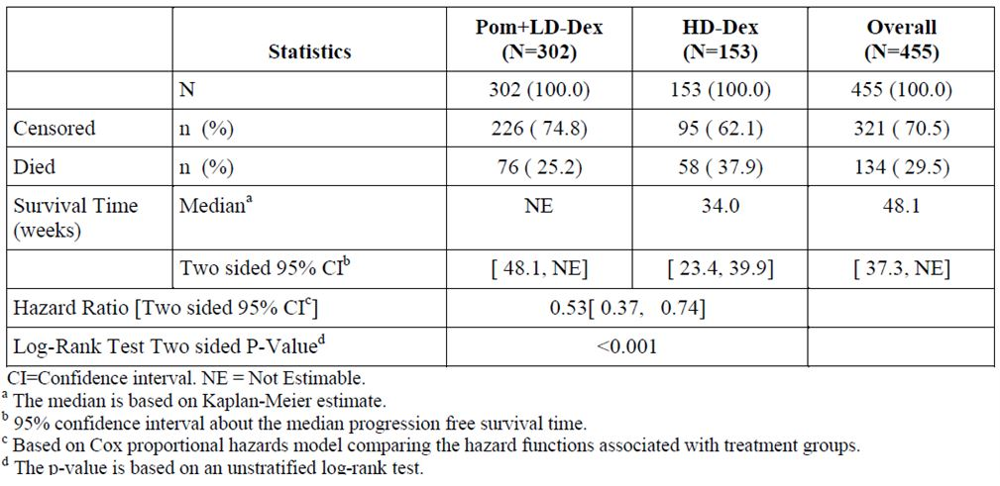 Statistics Pom+LD-Dex (N=302) HD-Dex (N=153) Overall (N=455)
N 302 (100.0) 153 (100.0) 455 (100.0)
Censored n (%) 226 ( 74.8) 95 ( 62.1) 321 ( 70.5)
Died n (%) 76 ( 25.2) 58 ( 37.9) 134 ( 29.5)
Survival Time (weeks) Medianᵃ NE 34.0 48.1
Two sided 95% CIᵇ [ 48.1, NE] [ 23.4, 39.9] [ 37.3, NE]
Hazard Ratio [Two sided 95% CIᶜ] 0.53[ 0.37, 0.74]
Log-Rank Test Two sided P-Valueᵈ <0.001
CI=Confidence interval. NE = Not Estimable.
ᵃ The median is based on Kaplan-Meier estimate.
ᵇ 95% confidence interval about the median progression free survival time.
ᶜ Based on Cox proportional hazards model comparing the hazard functions associated with treatment groups.
ᵈ The p-value is based on an unstratified log-rank test.